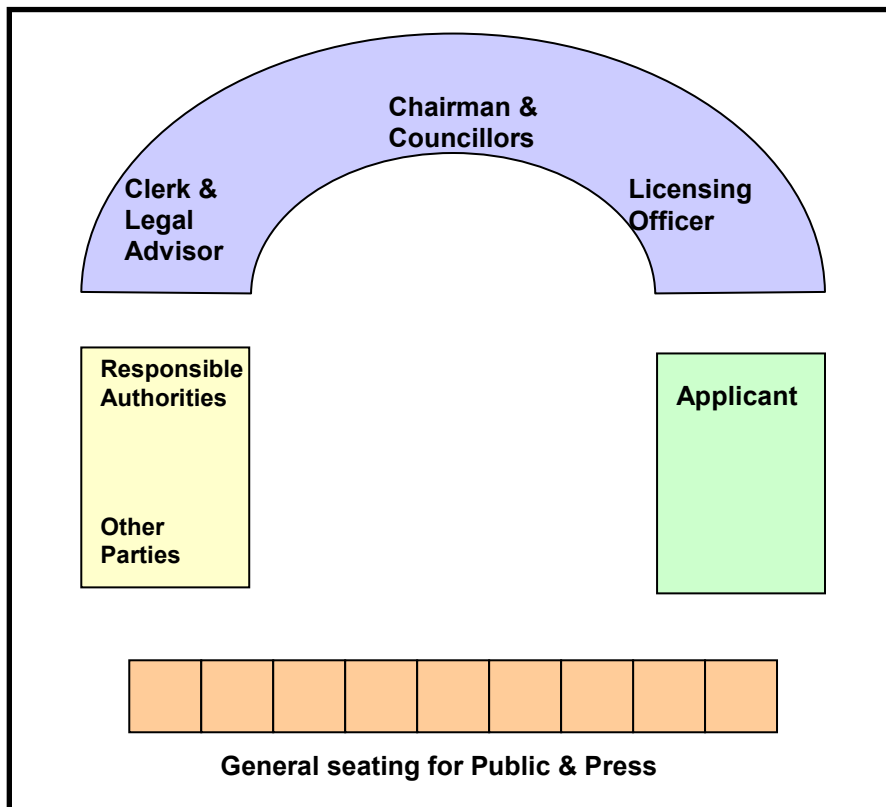 Chairman &
Councillors
Clerk &
Legal
Advisor
Licensing
Officer
Responsible
Authorities
Other
Parties
Applicant
General seating for Public & Press